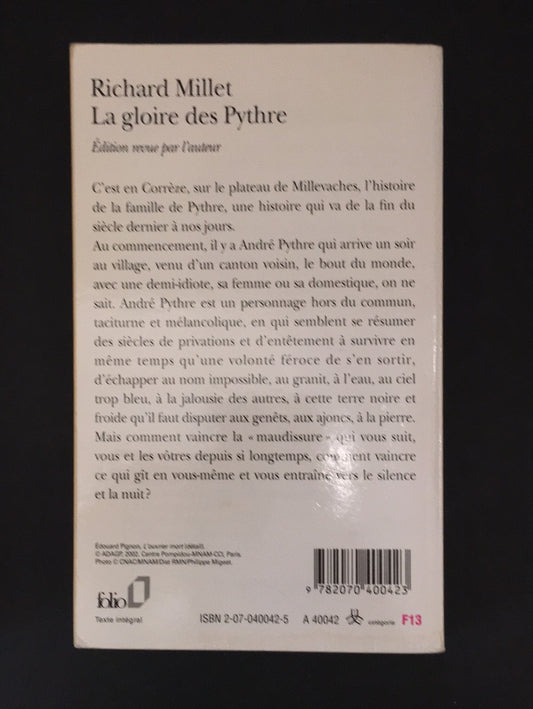 Richard Millet
La gloire des Pythre
Édition revue par l'auteur
C'est en Corrèze, sur le plateau de Millevaches, l'histoire
de la famille de Pythre, une histoire qui va de la fin du
siècle dernier à nos jours.
Au commencement, il y a André Pythre qui arrive un soir
au village, venu d'un canton voisin, le bout du monde,
avec une demi-idiote, sa femme ou sa domestique, on ne
sait. André Pythre est un personnage hors du commun,
taciturne et mélancolique, en qui semblent se résumer
des siècles de privations et d'entêtement à survivre en
même temps qu'une volonté féroce de s'en sortir,
d'échapper au nom impossible, au granit, à l'eau, au ciel
trop bleu, à la jalousie des autres, à cette terre noire et
froide qu'il faut disputer aux genêts, aux ajoncs, à la pierre.
Mais comment vaincre la « maudissure » qui vous suit,
vous et les vôtres depuis si longtemps, comment vaincre
ce qui gît en vous-même et vous entraîne vers le silence
et la nuit ?
Édouard Pignon, L'ouvrier mort (détail).
© ADAGP, 2002. Centre Pompidou-MNAM-CCI, Paris.
Photo © CNAC/MNAM/Dist RMN/Philippe Migeat.
9 782070 400423
folio
Texte intégral
ISBN 2-07-040042-5 A 40042 catégorie F13